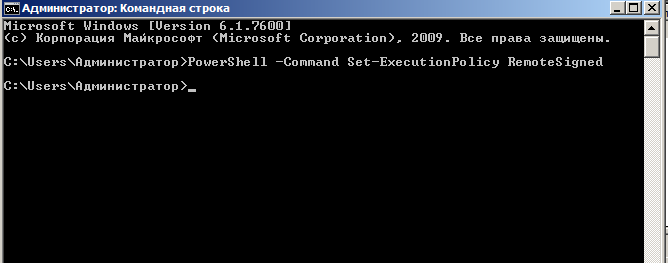 Администратор: Командная строка
Microsoft Windows [Version 6.1.7600]
(c) Корпорация Майкрософт (Microsoft Corporation), 2009. Все права защищены.
C:\Users\Администратор>PowerShell -Command Set-ExecutionPolicy RemoteSigned
C:\Users\Администратор>_